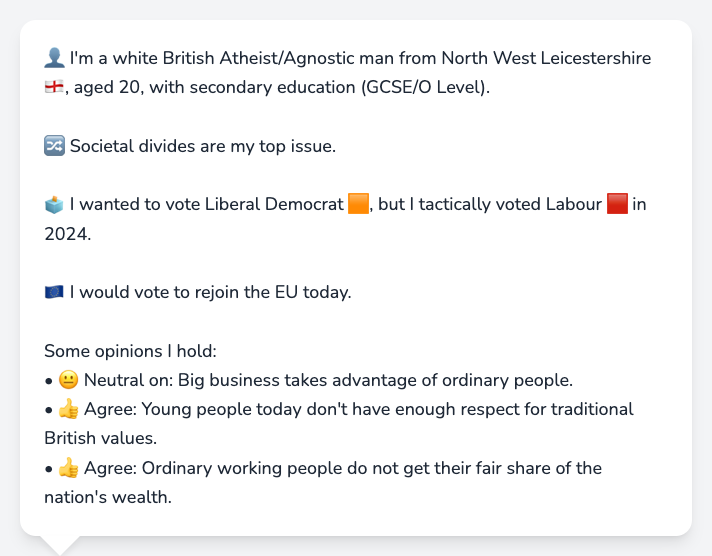 👤 I'm a white British Atheist/Agnostic man from North West Leicestershire
🏴󠁧󠁢󠁥󠁮󠁧󠁿, aged 20, with secondary education (GCSE/O Level).
🔀 Societal divides are my top issue.
🗳️ I wanted to vote Liberal Democrat 🟧, but I tactically voted Labour 🟥 in
2024.
🇪🇺 I would vote to rejoin the EU today.
Some opinions I hold:
• 😐 Neutral on: Big business takes advantage of ordinary people.
• 👍 Agree: Young people today don't have enough respect for traditional
British values.
• 👍 Agree: Ordinary working people do not get their fair share of the
nation's wealth.